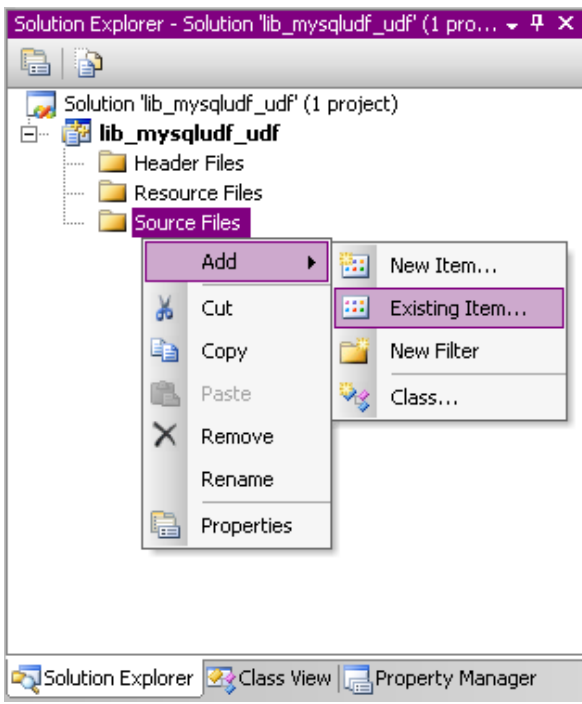 Solution Explorer - Solution 'lib_mysqludf_udf' (1 pro...
Solution 'lib_mysqludf_udf' (1 project)
lib_mysqludf_udf
Header Files
Resource Files
Source Files
Add
Cut
Copy
Paste
Remove
Rename
Properties
New Item...
Existing Item...
New Filter
Class...
Solution Explorer Class View Property Manager